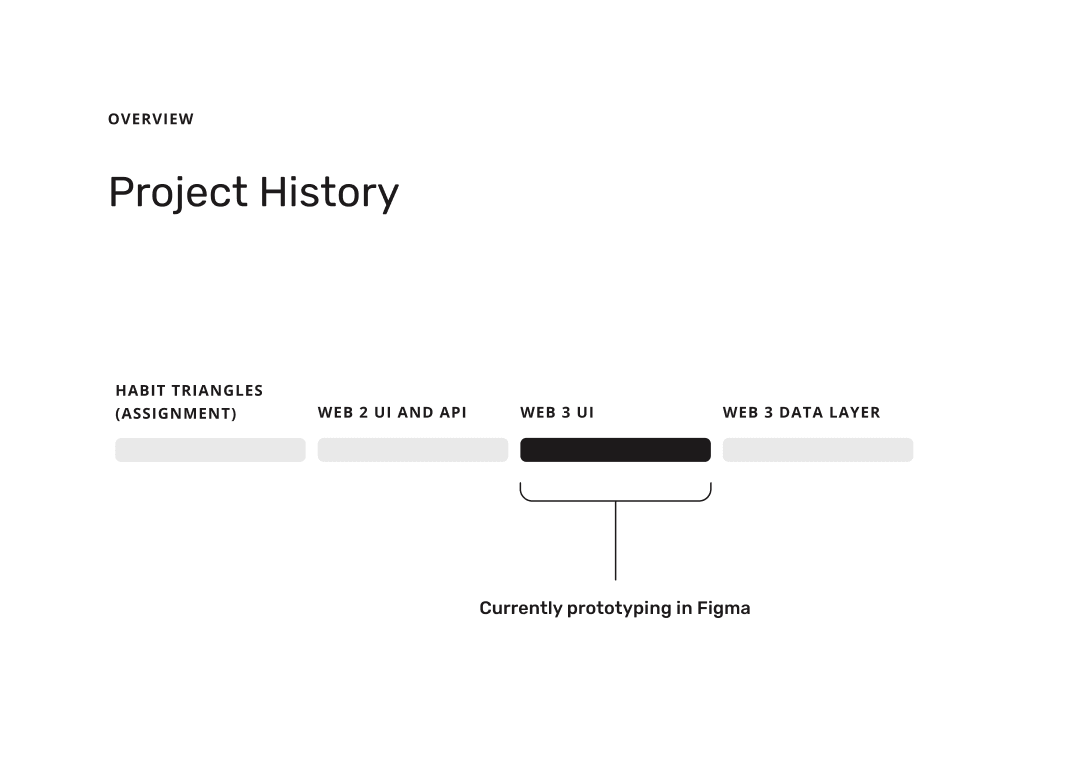 OVERVIEW
Project History
HABIT TRIANGLES
(ASSIGNMENT)
WEB 2 UI AND API
WEB 3 UI
WEB 3 DATA LAYER
Currently prototyping in Figma